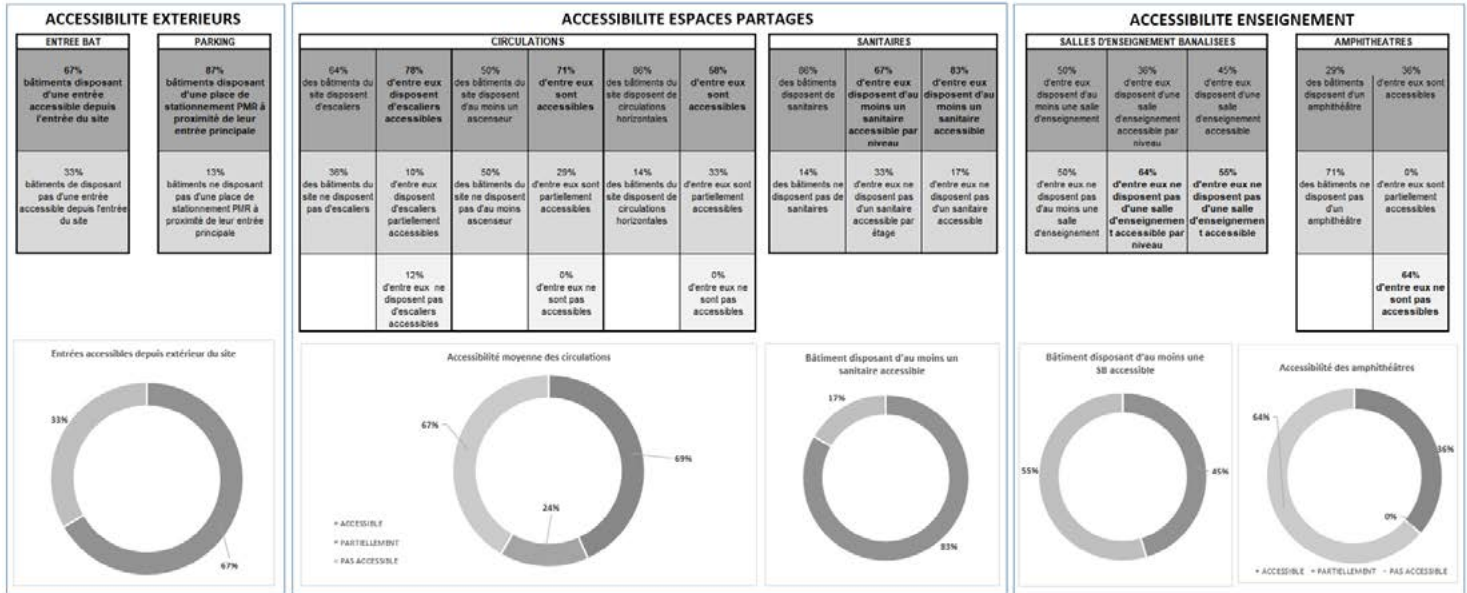 ACCESSIBILITE EXTERIEURS
ENTREE BAT
67%
bâtiments disposant
d'une entrée
accessible depuis
l'entrée du site
33%
bâtiments de disposant
pas d'une entrée
accessible depuis l'entrée
du site
PARKING
87%
bâtiments disposant
d'une place de
stationnement PMR à
proximité de leur
entrée principale
13%
bâtiments ne disposant
pas d'une place de
stationnement PMR à
proximité de leur entrée
principale
Entrées accessibles depuis extérieur du site
33%
67%
ACCESSIBILITE ESPACES PARTAGES
CIRCULATIONS
64%
des bâtiments du
site disposent
d'escaliers
36%
des bâtiments du
site ne disposent
pas d'escaliers
78%
d'entre eux
disposent
d'escaliers
accessibles
10%
d'entre eux
disposent
d'escaliers
partiellement
accessibles
12%
d'entre eux ne
disposent pas
d'escaliers
accessibles
50%
des bâtiments du
site disposent
d'au moins un
ascenseur
50%
des bâtiments du
site ne disposent
pas d'au moins
ascenseur
71%
d'entre eux
sont
accessibles
29%
d'entre eux sont
partiellement
accessibles
0%
d'entre eux ne
sont pas
accessibles
86%
des bâtiments du
site disposent de
circulations
horizontales
14%
des bâtiments du
site disposent de
circulations
horizontales
58%
d'entre eux
sont
accessibles
33%
d'entre eux sont
partiellement
accessibles
0%
d'entre eux ne
sont pas
accessibles
SANITAIRES
86%
des bâtiments
disposent de
sanitaires
14%
des bâtiments ne
disposent pas de
sanitaires
67%
d'entre eux
disposent d'au
moins un
sanitaire
accessible par
niveau
33%
d'entre eux ne
disposent pas
d'un sanitaire
accessible par
étage
83%
d'entre eux
disposent d'au
moins un
sanitaire
accessible
17%
d'entre eux ne
disposent pas
d'un sanitaire
accessible
Accessibilité moyenne des circulations
67%
69%
24%
ACCESSIBLE
PARTIELLEMENT
PAS ACCESSIBLE
Bâtiment disposant d'au moins un
sanitaire accessible
17%
83%
ACCESSIBILITE ENSEIGNEMENT
SALLES D'ENSEIGNEMENT BANALISEES
50%
d'entre eux
disposent d'au
moins une salle
d'enseignement
50%
d'entre eux ne
disposent pas
d'au moins une
salle
d'enseignement
36%
d'entre eux
disposent d'une
salle
d'enseignement
accessible par
niveau
64%
d'entre eux ne
disposent pas
d'une salle
d'enseignemen
t accessible par
niveau
45%
d'entre eux
disposent d'une
salle
d'enseignement
accessible
55%
d'entre eux ne
disposent pas
d'une salle
d'enseignemen
t accessible
AMPHITHEATRES
29%
des bâtiments
disposent d'un
amphithéâtre
71%
des bâtiments ne
disposent pas
d'un
amphithéâtre
36%
d'entre eux sont
accessibles
0%
d'entre eux sont
partiellement
accessibles
64%
d'entre eux ne
sont pas
accessibles
Bâtiment disposant d'au moins une
SB accessible
55%
45%
Accessibilité des amphithéâtres
64%
36%
0%
ACCESSIBLE PARTIELLEMENT PAS ACCESSIBLE